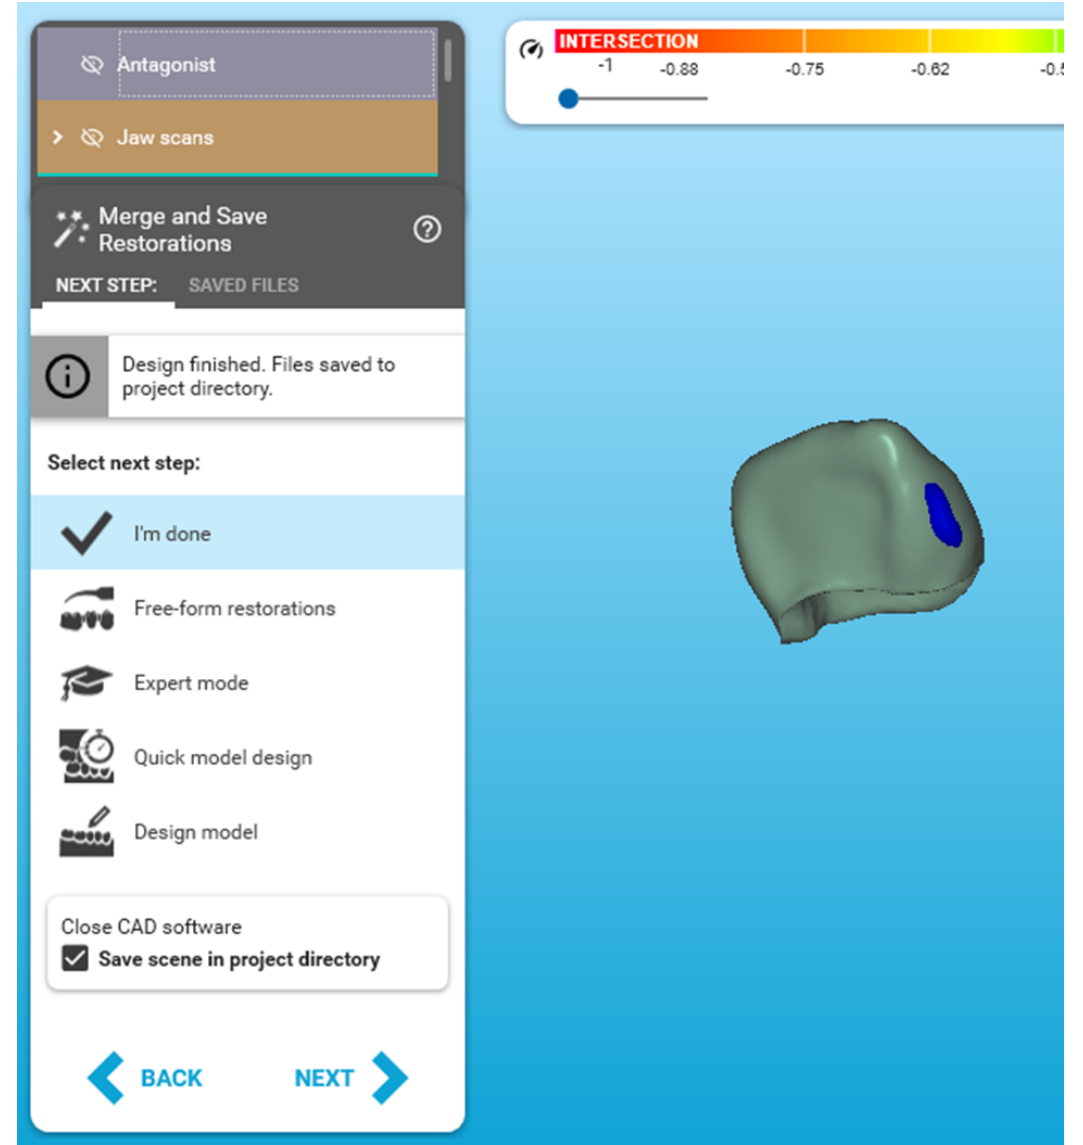 Antagonist
Jaw scans
Merge and Save
Restorations
NEXT STEP:
SAVED FILES
Design finished. Files saved to
project directory.
Select next step:
I'm done
Free-form restorations
Expert mode
Quick model design
Design model
Close CAD software
Save scene in project directory
BACK
NEXT
INTERSECTION
-1
-0.88
-0.75
-0.62